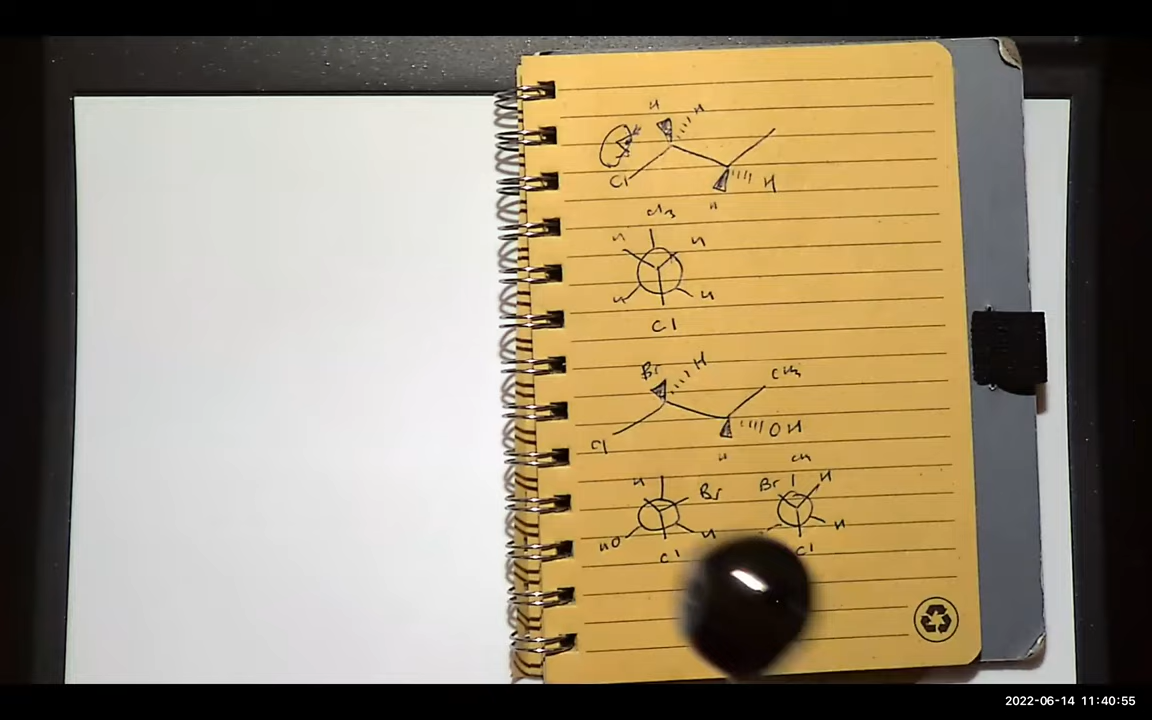 H H
Cl H
H
CH3
H H
H H
Cl
Br H CH3
Cl OH
H
CH3
H Br Br H
HO H H
Cl Cl
2022-06-14 11:40:55